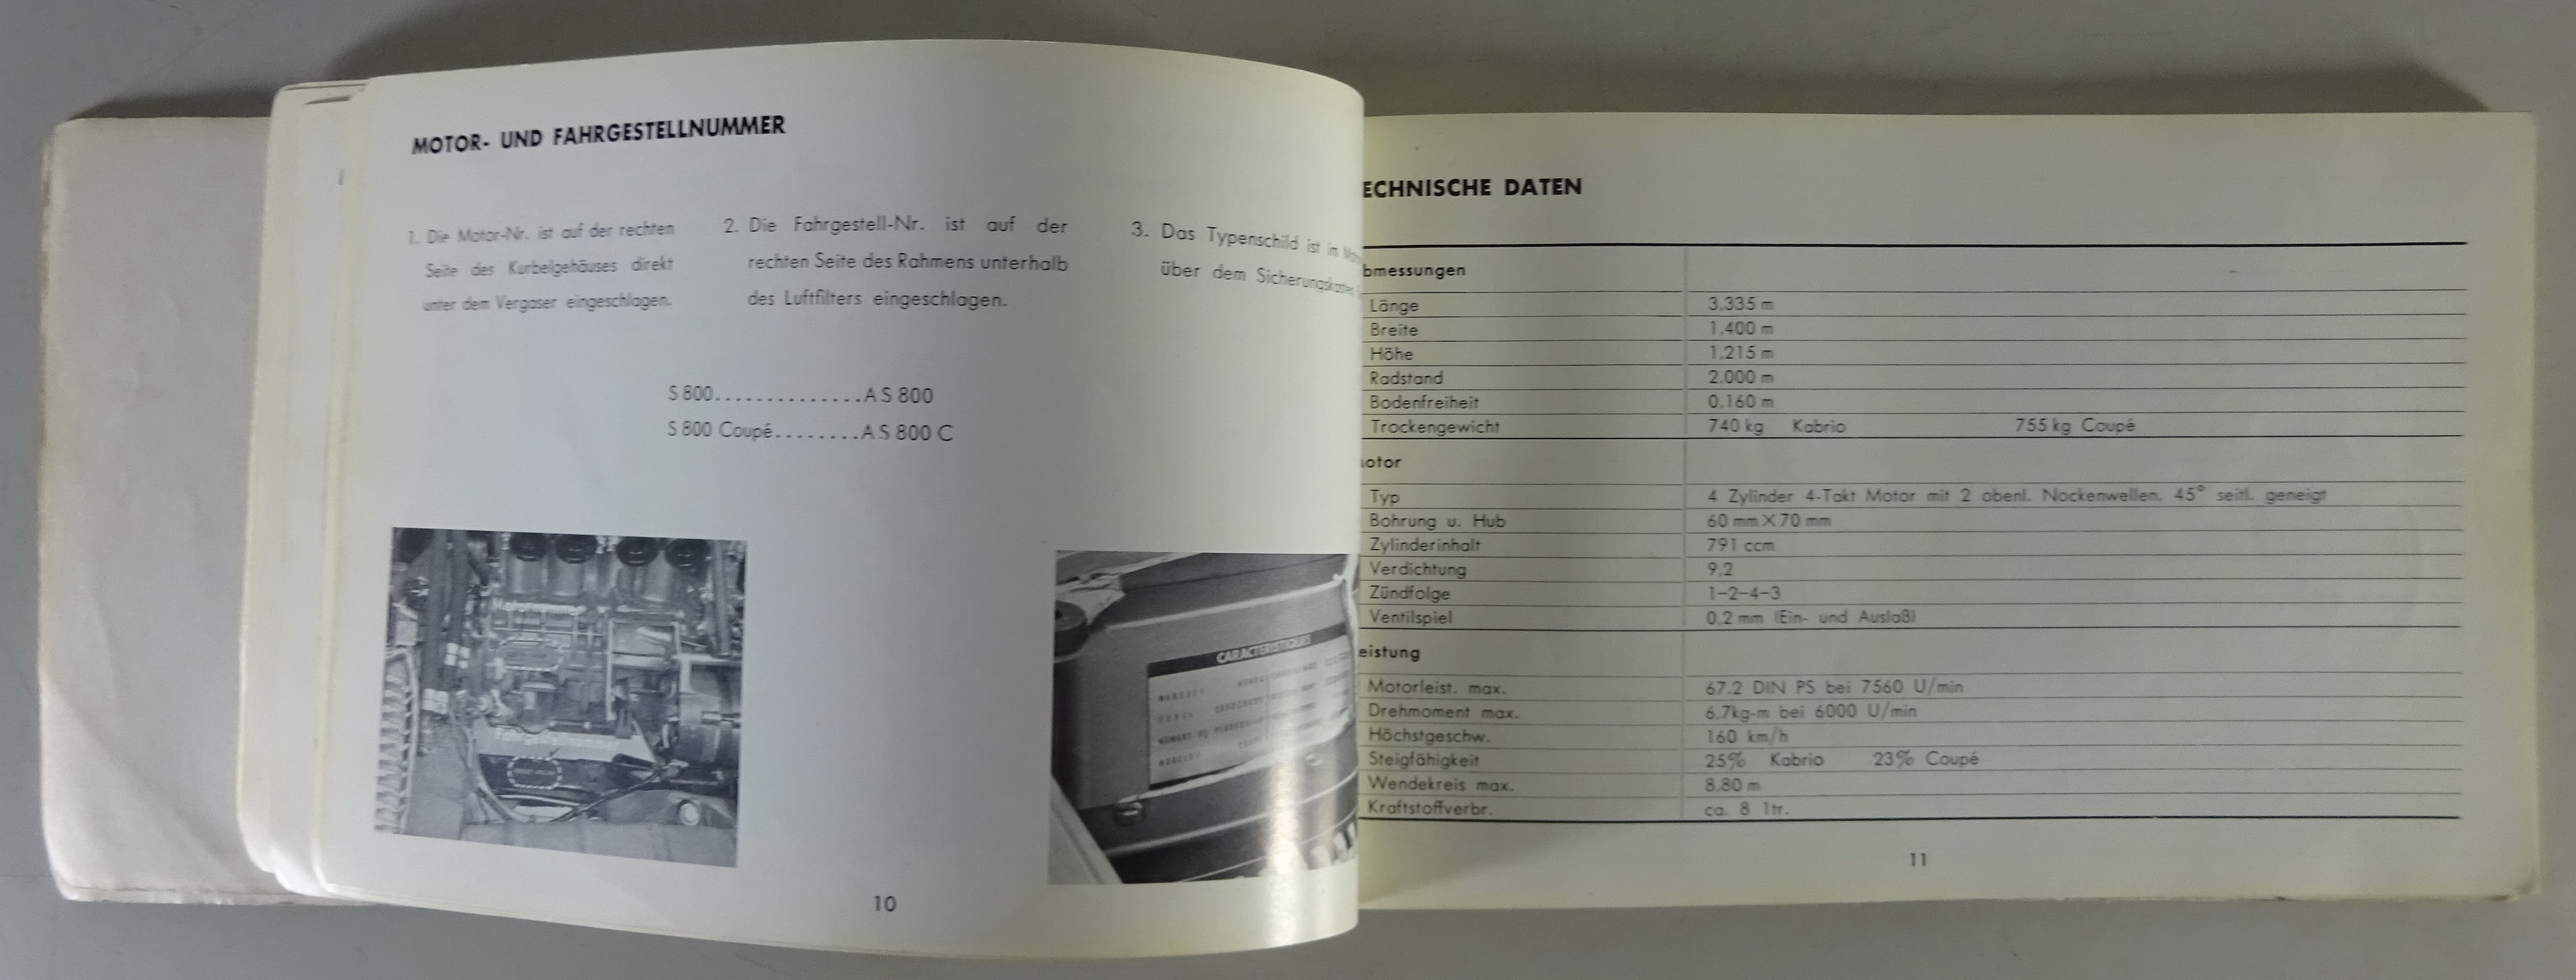 MOTOR- UND FAHRGESTELLNUMMER
1. Die Motor-Nr. ist auf der rechten
Seite des Kurbelgehäuses direkt
unter dem Vergaser eingeschlagen.
2. Die Fahrgestell-Nr. ist auf der
rechten Seite des Rahmens unterhalb
des Luftfilters eingeschlagen.
3. Das Typenschild ist im
über dem Sicherungskasten
S 800..............AS 800
S 800 Coupé........AS 800 C
Motornummer
Fahrgestellnummer
CARACTERISTIQUES
10
ECHNISCHE DATEN
bmessungen
Länge 3.335 m
Breite 1.400 m
Höhe 1.215 m
Radstand 2.000 m
Bodenfreiheit 0.160 m
Trockengewicht 740 kg Kabrio 755 kg Coupé
otor
Typ 4 Zylinder 4-Takt Motor mit 2 obenl. Nockenwellen, 45° seitl. geneigt
Bohrung u. Hub 60 mm X 70 mm
Zylinderinhalt 791 ccm
Verdichtung 9.2
Zündfolge 1-2-4-3
Ventilspiel 0.2 mm (Ein- und Auslaß)
eistung
Motorleist. max. 67.2 DIN PS bei 7560 U/min
Drehmoment max. 6.7kg-m bei 6000 U/min
Höchstgeschw. 160 km/h
Steigfähigkeit 25% Kabrio 23% Coupé
Wendekreis max. 8.80 m
Kraftstoffverbr. ca. 8 1tr.
11